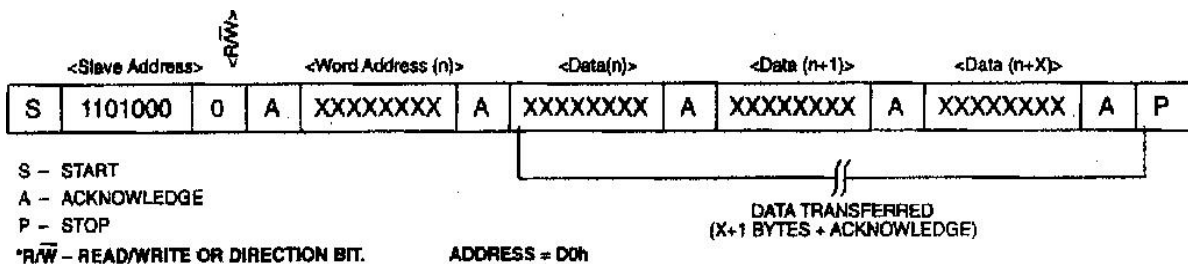 <R/W̅>
<Slave Address> <Word Address (n)> <Data(n)> <Data (n+1)> <Data (n+X)>
S 1101000 0 A XXXXXXXX A XXXXXXXX A XXXXXXXX A XXXXXXXX A P
S – START
A – ACKNOWLEDGE
P – STOP
DATA TRANSFERRED
(X+1 BYTES + ACKNOWLEDGE)
*R/W̅ – READ/WRITE OR DIRECTION BIT. ADDRESS = D0h